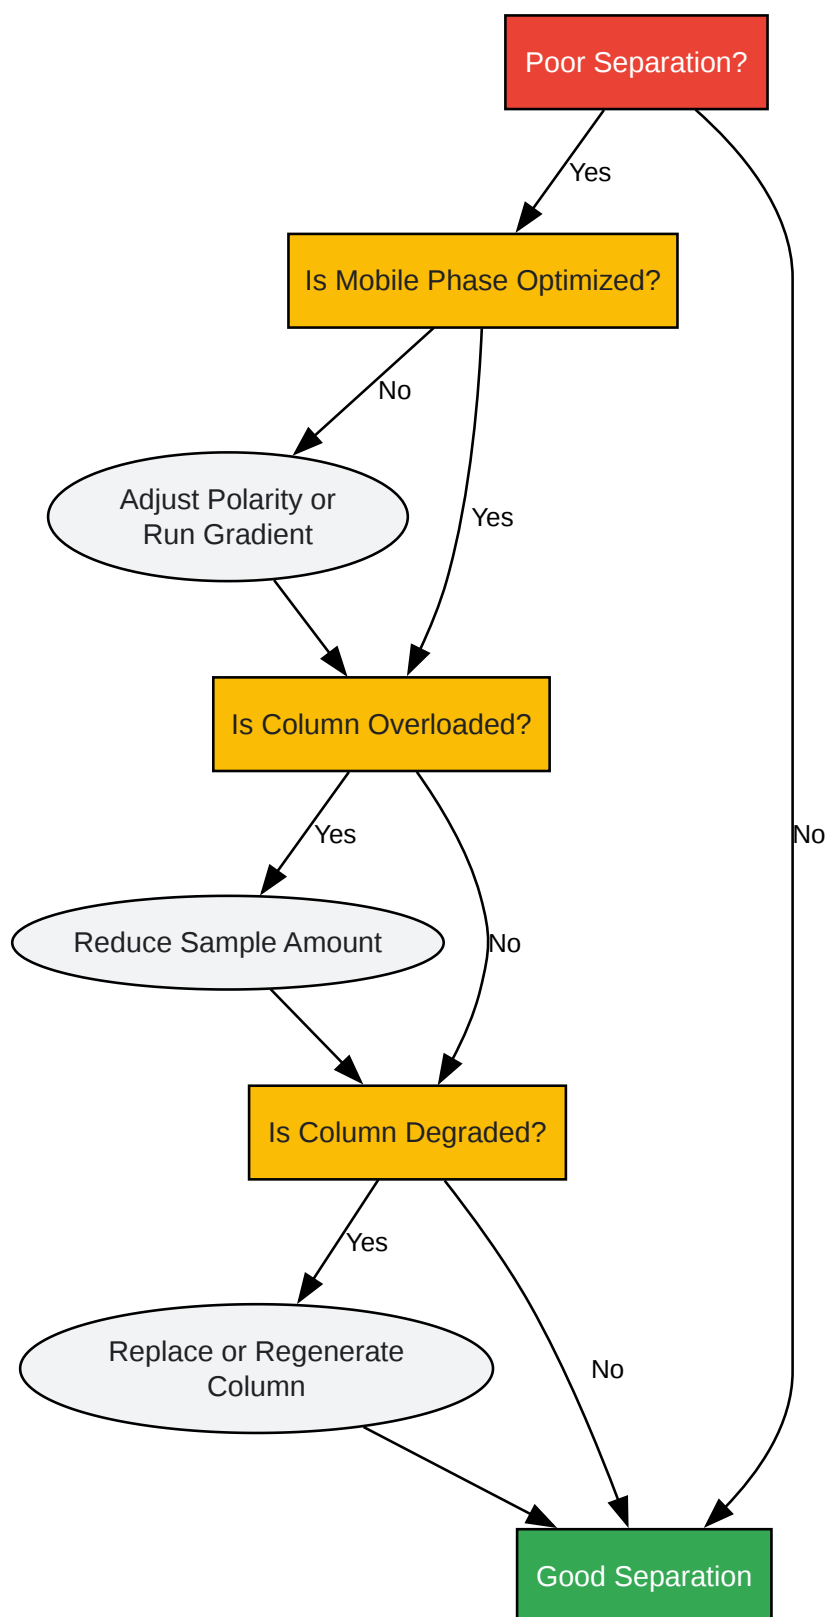 Poor Separation?
Yes
Is Mobile Phase Optimized?
No
Adjust Polarity or
Run Gradient
Yes
Is Column Overloaded?
Yes
No
Reduce Sample Amount
No
Is Column Degraded?
Yes
Replace or Regenerate
Column
No
Good Separation